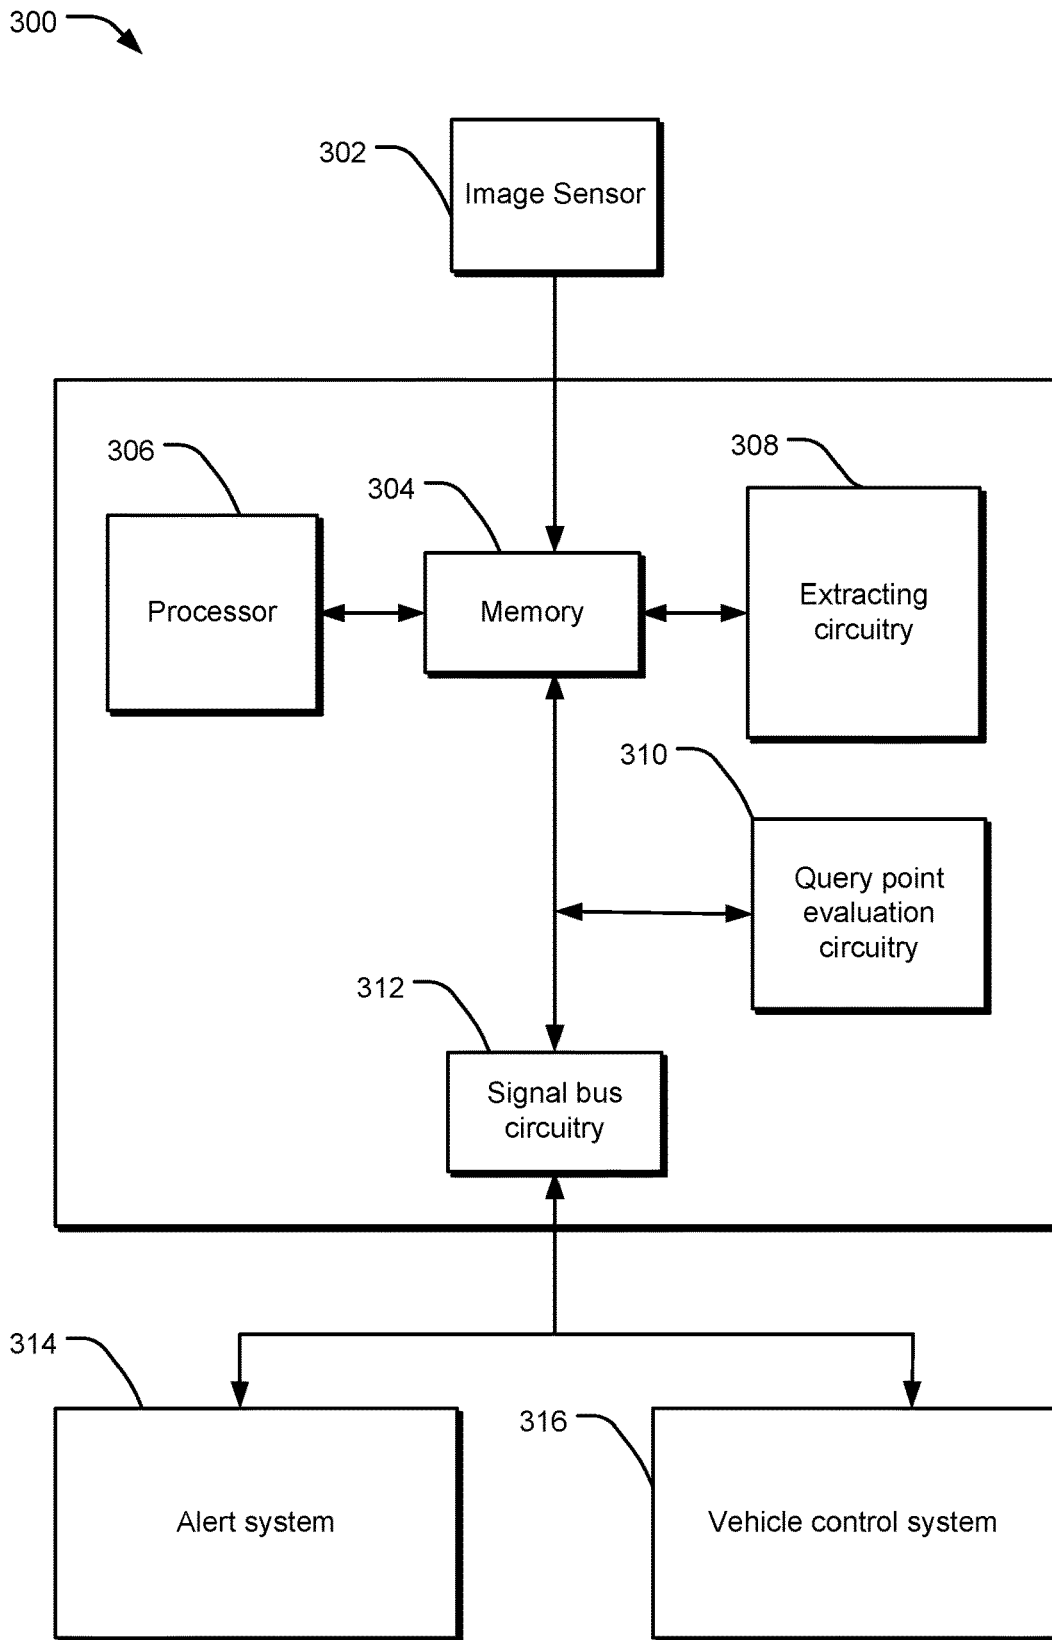 300
302
Image Sensor
306
304
308
Processor
Memory
Extracting
circuitry
310
Query point
evaluation
circuitry
312
Signal bus
circuitry
314
316
Alert system
Vehicle control system